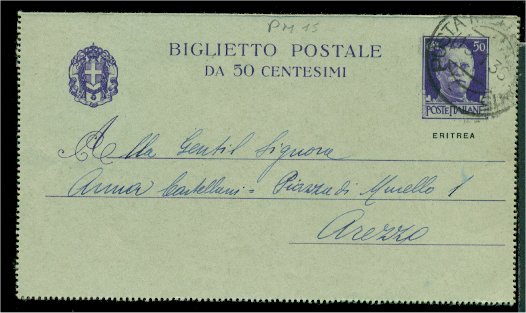 PM 15
BIGLIETTO POSTALE
DA 50 CENTESIMI
50
POSTE ITALIANE
ERITREA
Alla Gentil Signora
Anna Castellani = Piazza di Murello 7
Arezzo